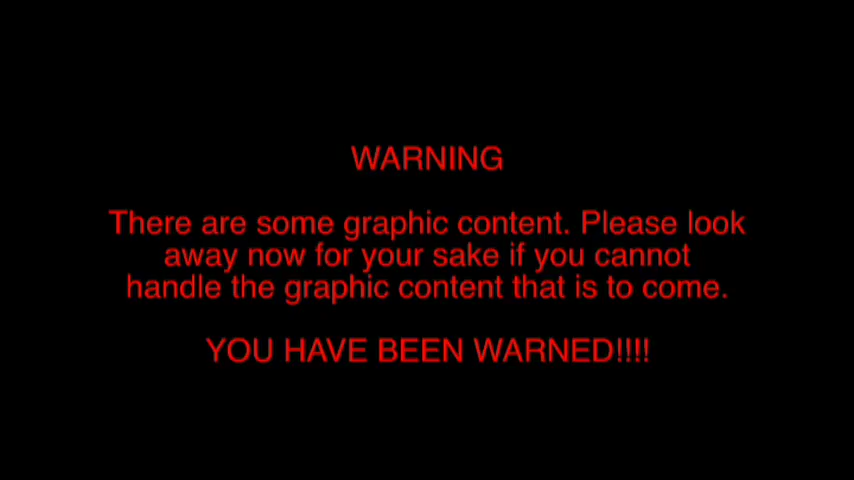 WARNING
There are some graphic content. Please look
away now for your sake if you cannot
handle the graphic content that is to come.
YOU HAVE BEEN WARNED!!!!